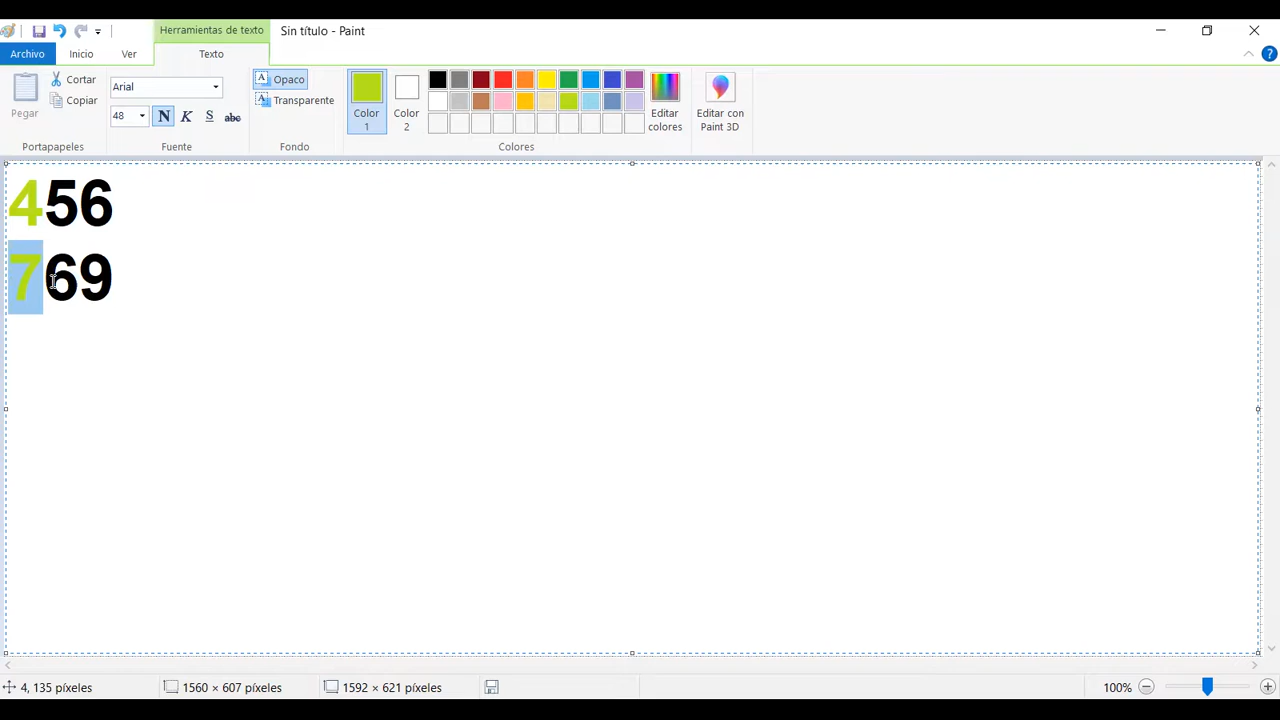 Herramientas de texto
Sin título - Paint
Archivo
Inicio
Ver
Texto
Pegar
Cortar
Copiar
Portapapeles
Arial
48
N K S abc
Fuente
Opaco
Transparente
Fondo
Color 1
Color 2
Editar colores
Colores
Editar con Paint 3D
456
769
4, 135 píxeles
1560 × 607 píxeles
1592 × 621 píxeles
100%